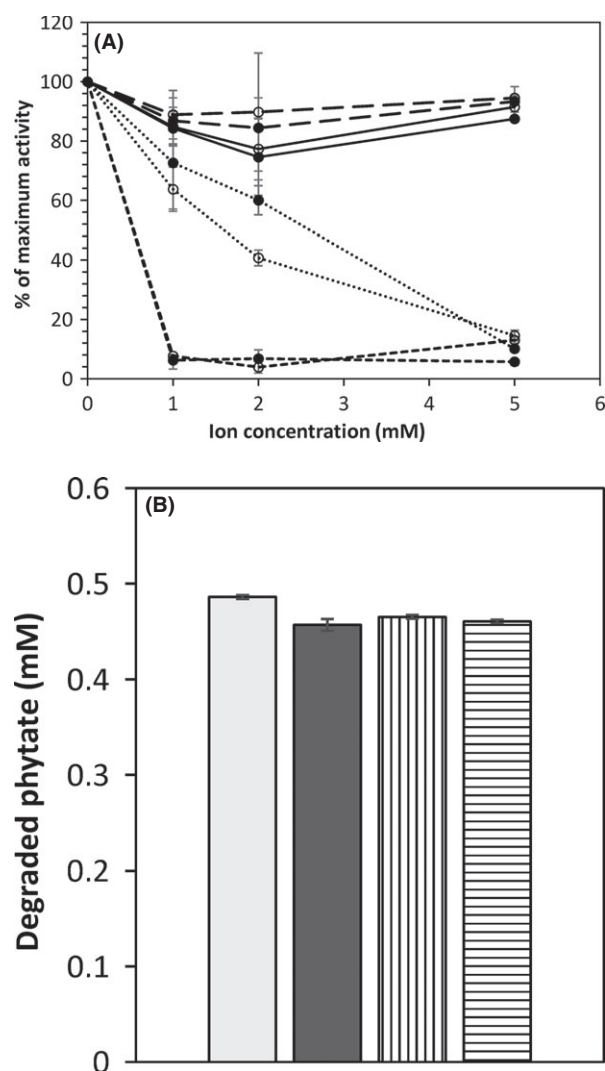 (A)
120
100
80
60
40
20
0
% of maximum activity
0 1 2 3 4 5 6
Ion concentration (mM)
(B)
0.6
0.5
0.4
0.3
0.2
0.1
0
Degraded phytate (mM)